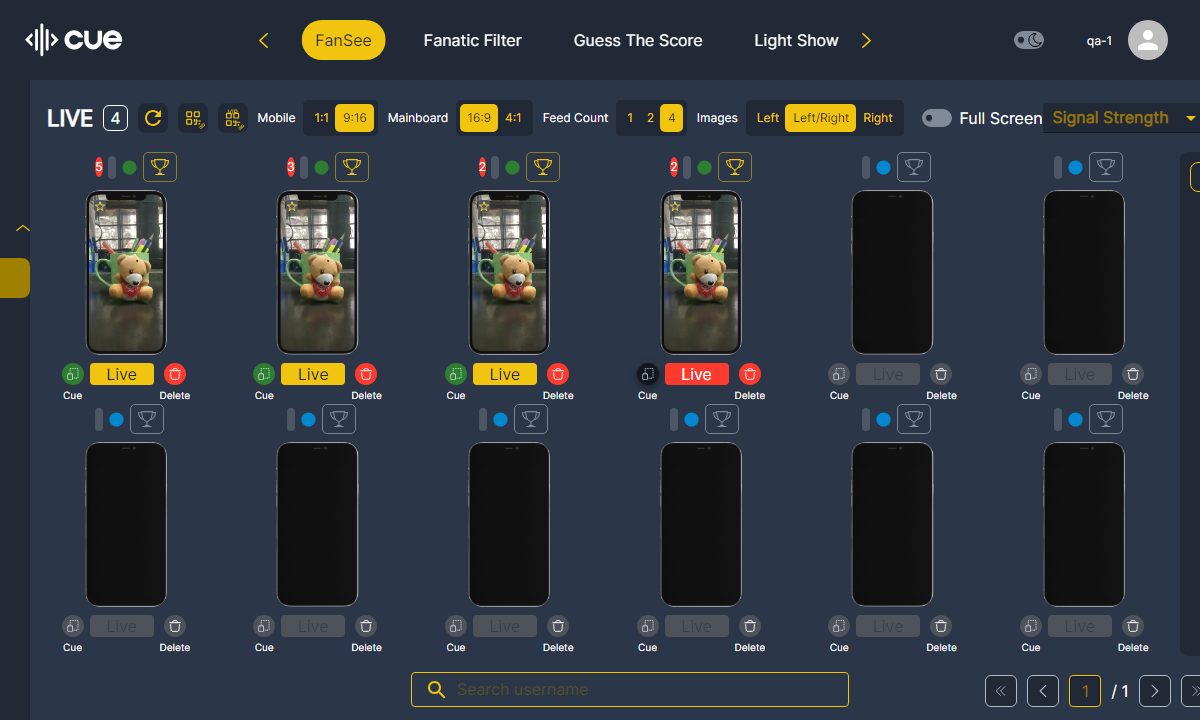 cue
FanSee
Fanatic Filter
Guess The Score
Light Show
qa-1
LIVE 4
Mobile 1:1 9:16
Mainboard 16:9 4:1
Feed Count 1 2 4
Images Left Left/Right Right
Full Screen
Signal Strength
5 3 2 2
Live Live Live Live Live Live
Cue Delete Cue Delete Cue Delete Cue Delete Cue Delete Cue Delete
Live Live Live Live Live Live
Cue Delete Cue Delete Cue Delete Cue Delete Cue Delete Cue Delete
Search username
1 / 1